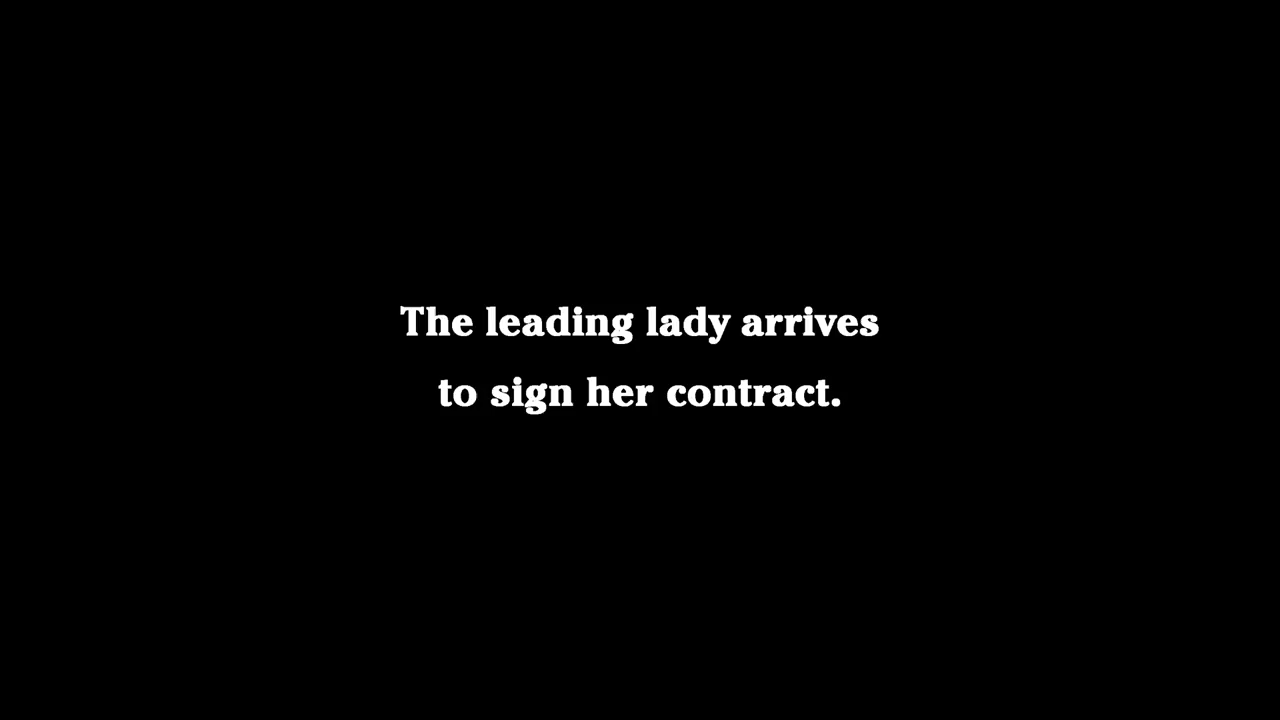 The leading lady arrives
to sign her contract.